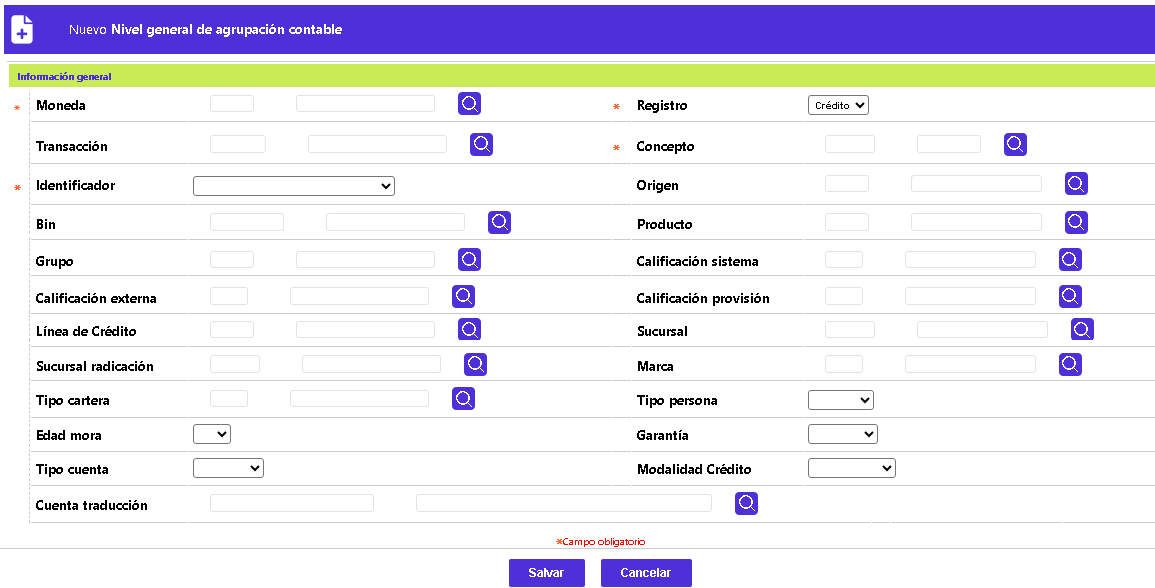 Nuevo Nivel general de agrupación contable
Información general
* Moneda * Registro Crédito
Transacción * Concepto
* Identificador Origen
Bin Producto
Grupo Calificación sistema
Calificación externa Calificación provisión
Línea de Crédito Sucursal
Sucursal radicación Marca
Tipo cartera Tipo persona
Edad mora Garantía
Tipo cuenta Modalidad Crédito
Cuenta traducción
*Campo obligatorio
Salvar Cancelar